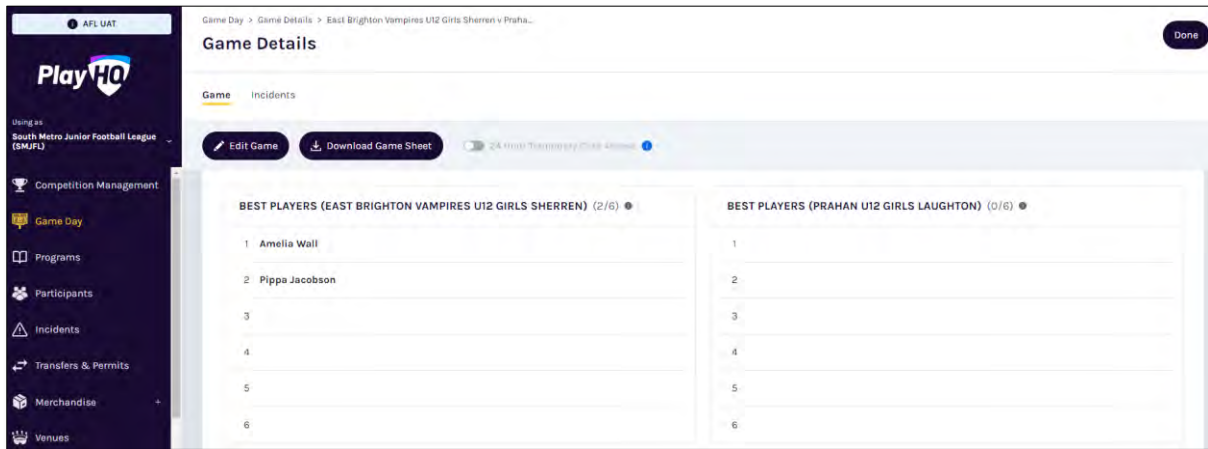 AFL UAT
PlayHQ
Using as
South Metro Junior Football League
(SMJFL)
Competition Management
Game Day
Programs
Participants
Incidents
Transfers & Permits
Merchandise +
Venues
Game Day > Game Details > East Brighton Vampires U12 Girls Sherren v Praha...
Game Details
Done
Game Incidents
Edit Game Download Game Sheet
BEST PLAYERS (EAST BRIGHTON VAMPIRES U12 GIRLS SHERREN) (2/6)
1 Amelia Wall
2 Pippa Jacobson
3
4
5
6
BEST PLAYERS (PRAHAN U12 GIRLS LAUGHTON) (0/6)
1
2
3
4
5
6